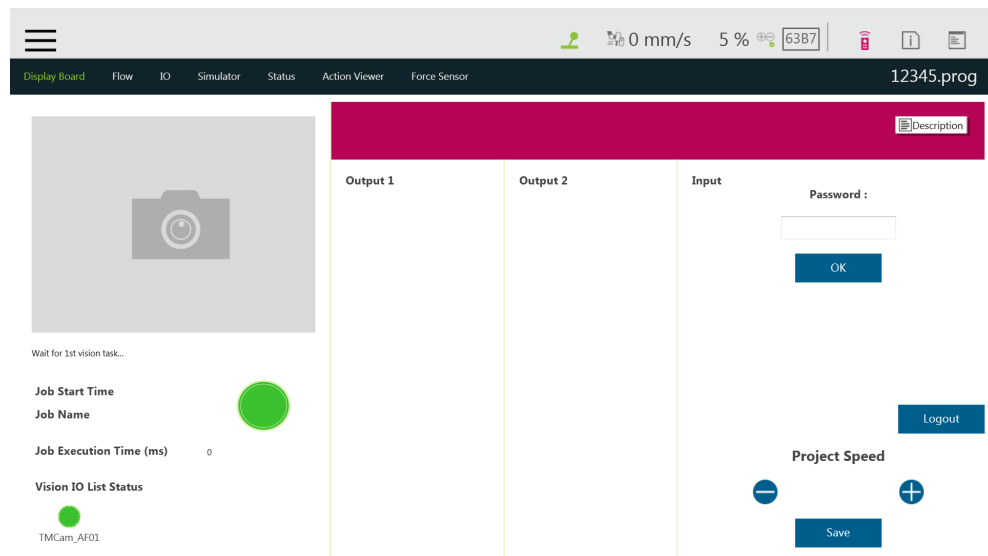 0 mm/s 5 % 63B7
Display Board Flow IO Simulator Status Action Viewer Force Sensor 12345.prog
Description
Output 1 Output 2 Input
Password :
OK
Wait for 1st vision task...
Job Start Time
Job Name
Logout
Job Execution Time (ms) 0
Project Speed
Vision IO List Status
Save
TMCam_AF01